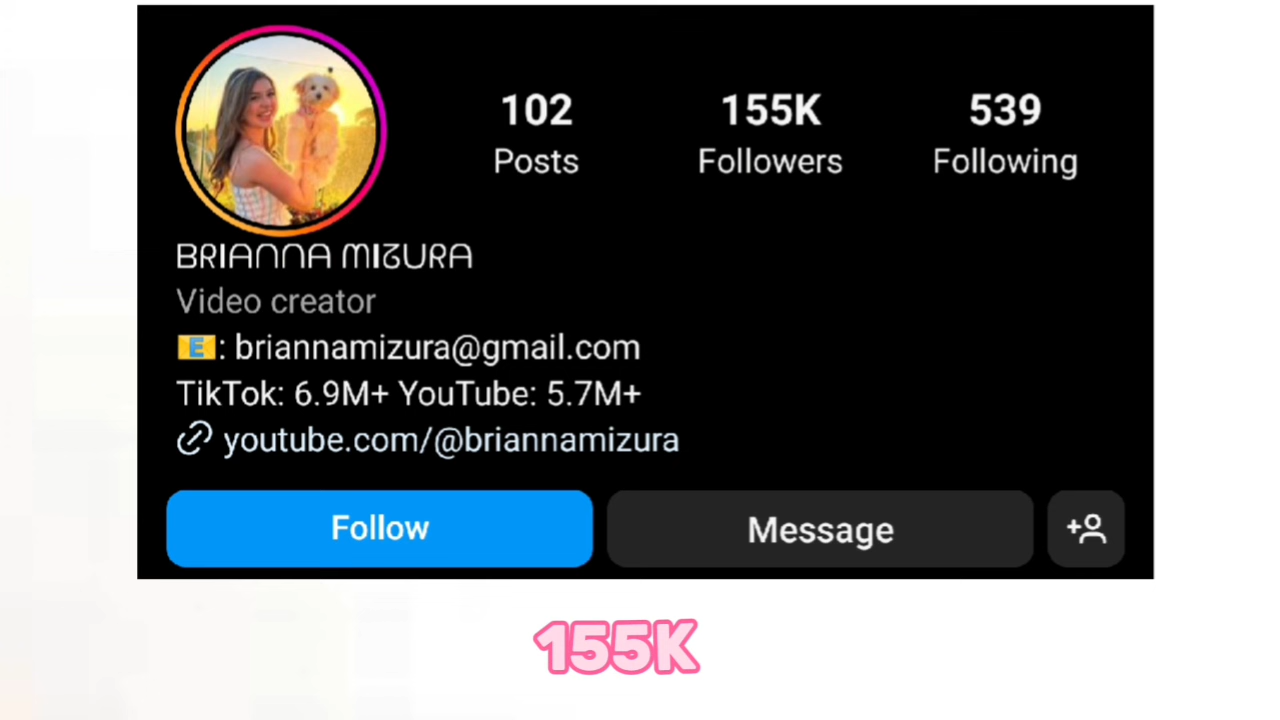 102 155K 539
Posts Followers Following
BRIANNA MIZURA
Video creator
📧: briannamizura@gmail.com
TikTok: 6.9M+ YouTube: 5.7M+
youtube.com/@briannamizura
Follow Message
155K